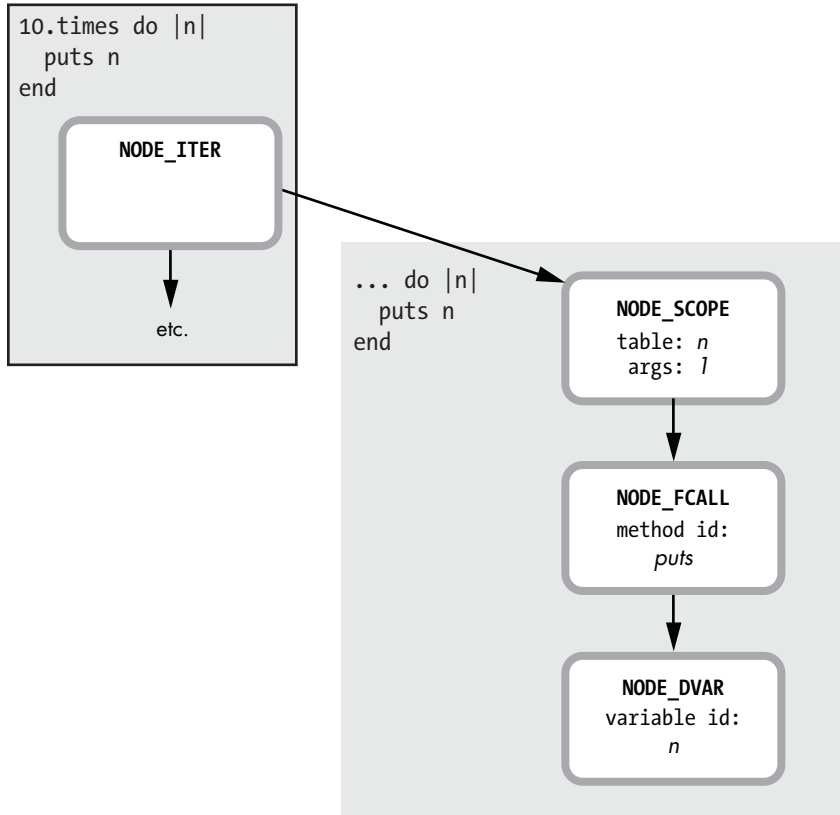 10.times do |n|
puts n
end
NODE_ITER
etc.
... do |n|
puts n
end
NODE_SCOPE
table: n
args: 1
NODE_FCALL
method id:
puts
NODE_DVAR
variable id:
n